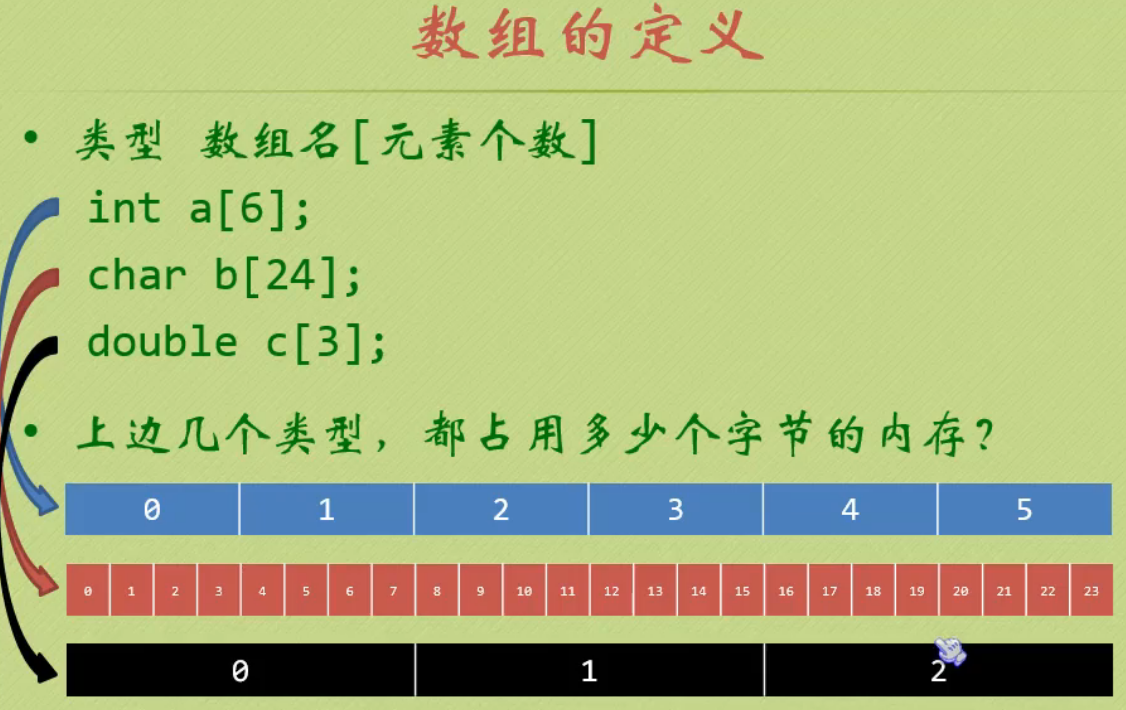 数组的定义
• 类型 数组名[元素个数]
int a[6];
char b[24];
double c[3];
• 上边几个类型，都占用多少个字节的内存？
0 1 2 3 4 5
0 1 2 3 4 5 6 7 8 9 10 11 12 13 14 15 16 17 18 19 20 21 22 23
0 1 2